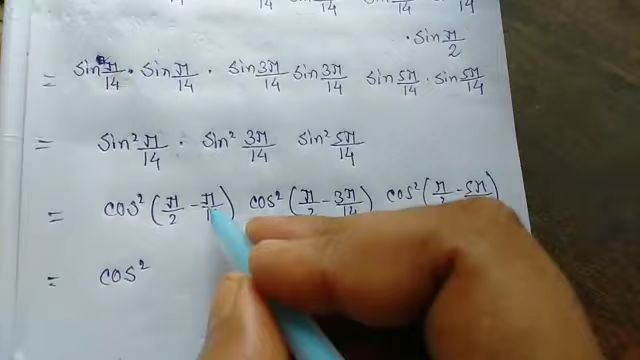 · sin π/2
= sin π/14 · sin π/14 · sin 3π/14 sin 3π/14 sin 5π/14 · sin 5π/14
= sin² π/14 · sin² 3π/14 sin² 5π/14
= cos² (π/2 - π/14) cos² (π/2 - 3π/14) cos² (π/2 - 5π/14)
= cos²